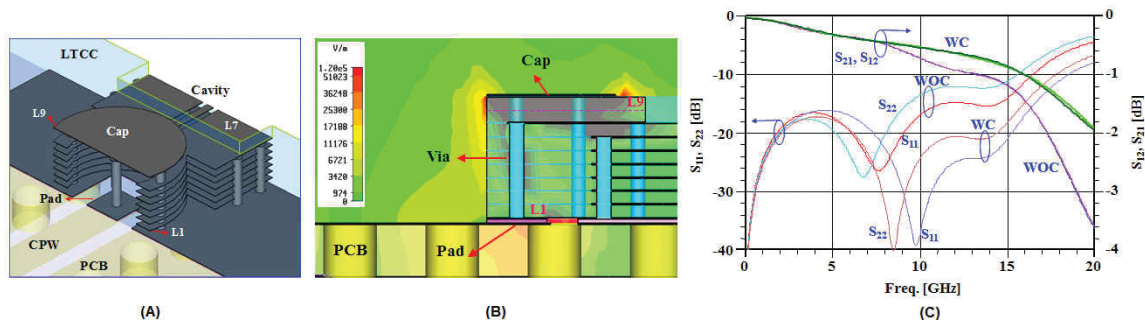 LTCC
Cavity
L9
Cap
L7
Pad
L1
CPW
PCB
(A)
V/m
1.20e5
51023
36248
25300
17188
11176
6721
3420
974
0
Cap
L9
Via
L1
PCB
Pad
(B)
0
-10
-20
-30
-40
S11, S22 [dB]
0
-1
-2
-3
-4
S12, S21 [dB]
WC
S21, S12
WOC
S22
S11
WC
WOC
S22
S11
0 5 10 15 20
Freq. [GHz]
(C)